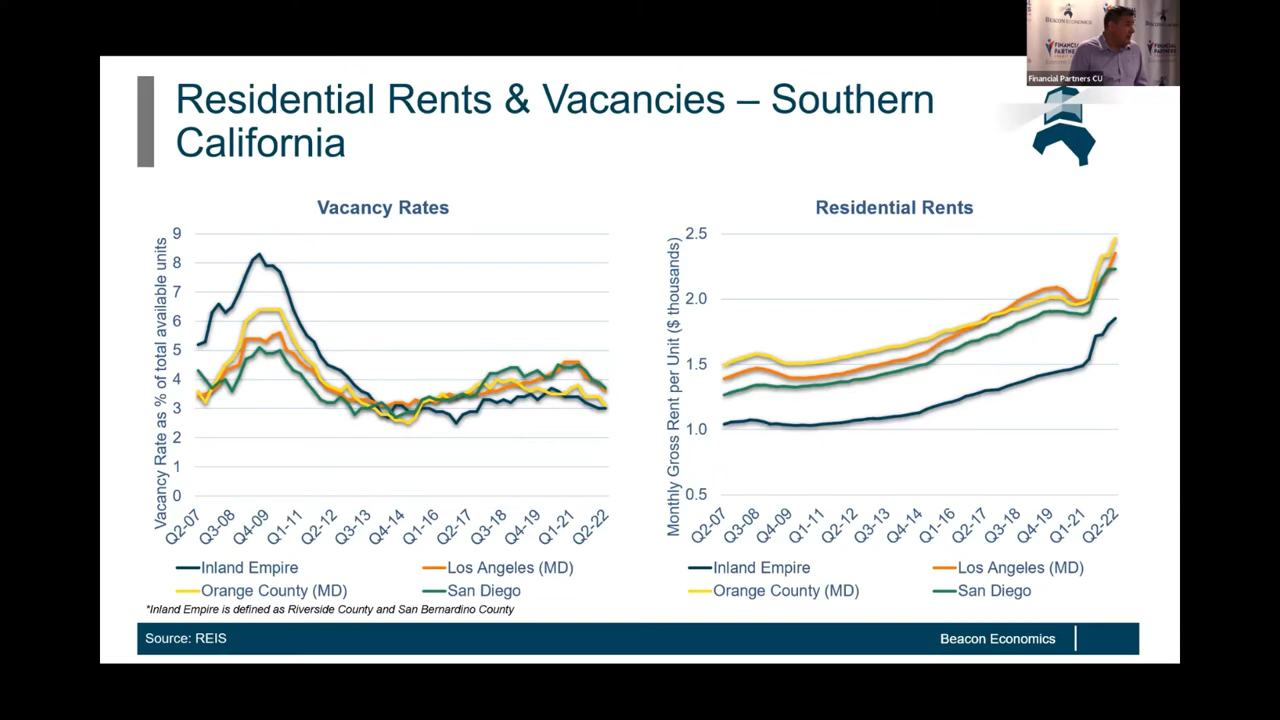 BEACON ECONOMICS
FINANCIAL
PARTNE
Financial Partners CU
Residential Rents & Vacancies – Southern
California
Vacancy Rates
Vacancy Rate as % of total available units
9
8
7
6
5
4
3
2
1
0
Q2-07
Q3-08
Q4-09
Q1-11
Q2-12
Q3-13
Q4-14
Q1-16
Q2-17
Q3-18
Q4-19
Q1-21
Q2-22
Inland Empire
Los Angeles (MD)
Orange County (MD)
San Diego
*Inland Empire is defined as Riverside County and San Bernardino County
Residential Rents
Monthly Gross Rent per Unit ($ thousands)
2.5
2.0
1.5
1.0
0.5
Q2-07
Q3-08
Q4-09
Q1-11
Q2-12
Q3-13
Q4-14
Q1-16
Q2-17
Q3-18
Q4-19
Q1-21
Q2-22
Inland Empire
Los Angeles (MD)
Orange County (MD)
San Diego
Source: REIS
Beacon Economics